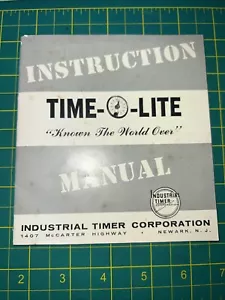 INSTRUCTION
TIME-O-LITE
"Known The World Over"
MANUAL
INDUSTRIAL
TIMER
INDUSTRIAL TIMER CORPORATION
1407 McCARTER HIGHWAY • NEWARK, N. J.
2
3
4
5
6